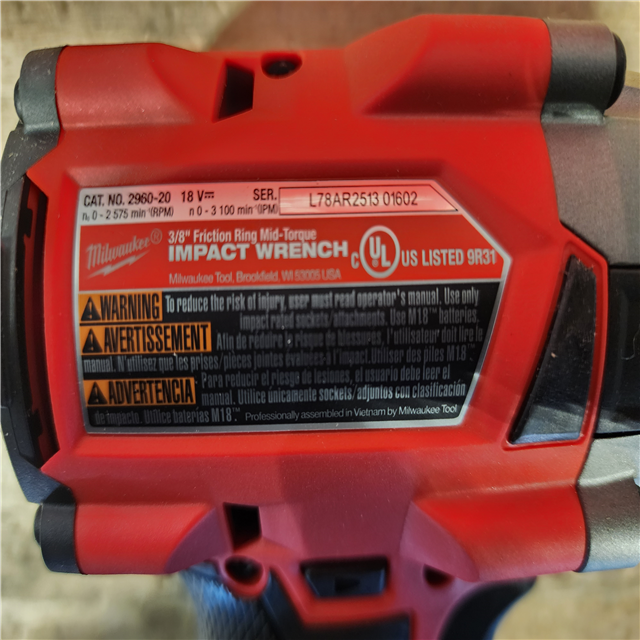 CAT. NO. 2960-20 18 V⎓ SER. L78AR2513 01602
n₀ 0 - 2 575 min⁻¹(RPM) n 0 - 3 100 min⁻¹(IPM)
3/8" Friction Ring Mid-Torque
Milwaukee® IMPACT WRENCH c UL US LISTED 9R31
Milwaukee Tool, Brookfield, WI 53005 USA
WARNING To reduce the risk of injury, user must read operator's manual. Use only
impact rated sockets/attachments. Use M18™ batteries.
AVERTISSEMENT Afin de réduire le risque de blessures, l'utilisateur doit lire le
manuel. N'utilisez que les prises/pièces jointes évaluées à l'impact.Utiliser des piles M18™.
ADVERTENCIA Para reducir el riesgo de lesiones, el usuario debe leer el
manual. Utilice únicamente sockets/adjuntos con clasificación
de impacto. Utilice baterías M18™. Professionally assembled in Vietnam by Milwaukee Tool